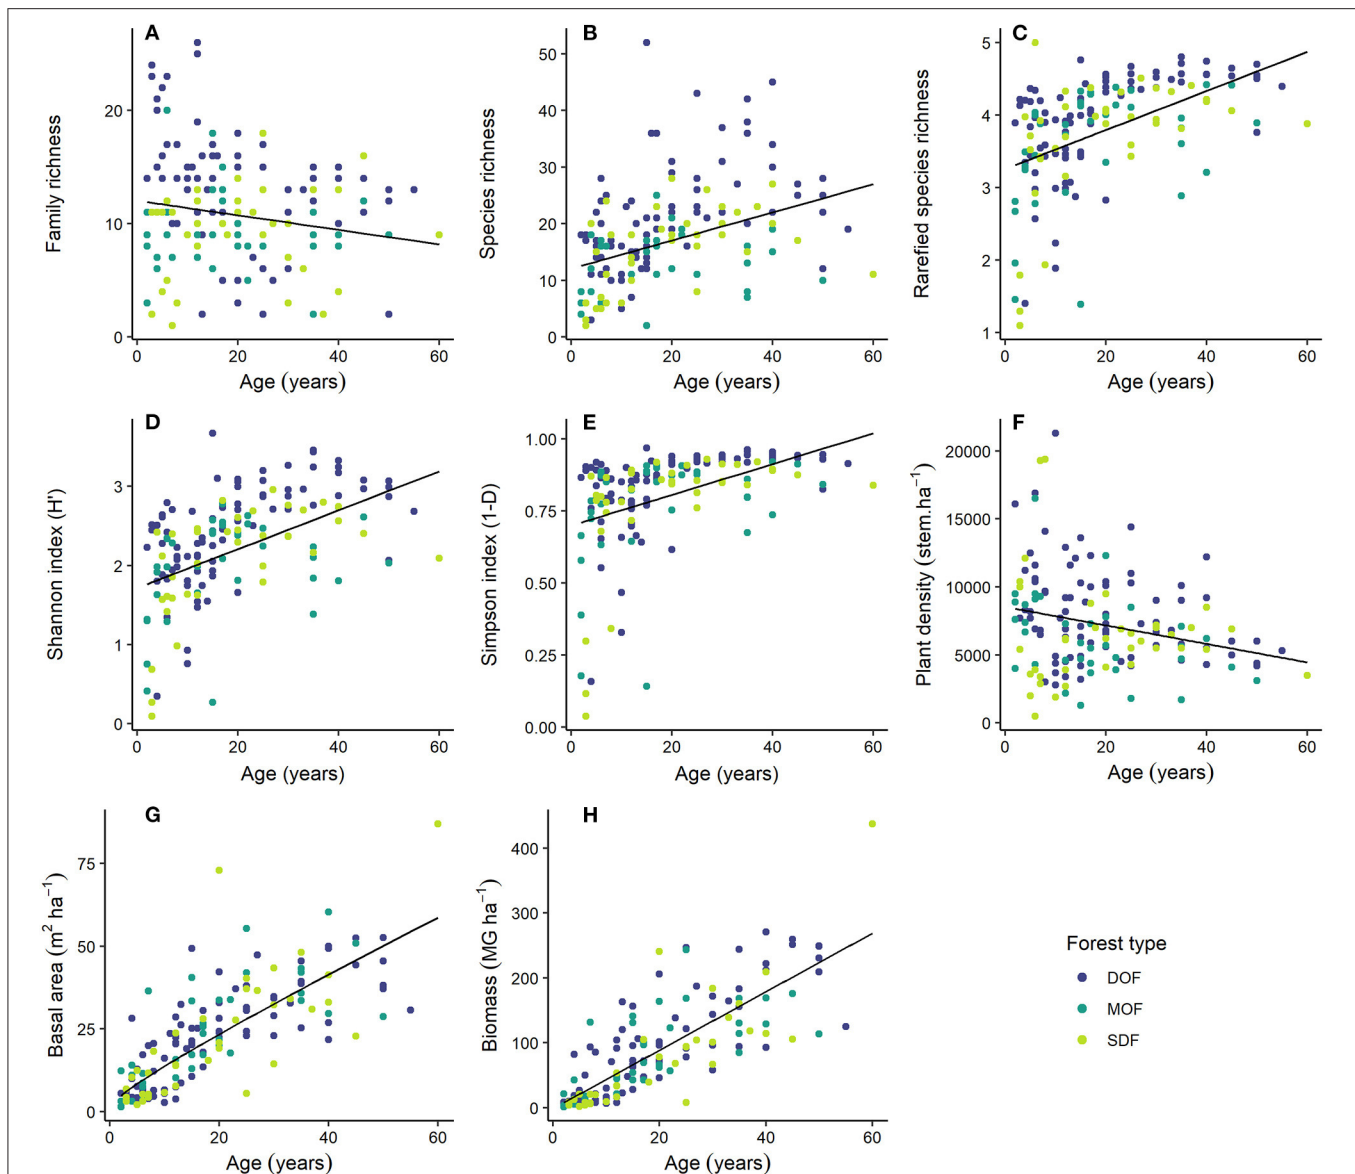 A
Family richness
20
10
0
0 20 40 60
Age (years)
B
Species richness
50
40
30
20
10
0
0 20 40 60
Age (years)
C
Rarefied species richness
5
4
3
2
1
0 20 40 60
Age (years)
D
Shannon index (H')
3
2
1
0
0 20 40 60
Age (years)
E
Simpson index (1-D)
1.00
0.75
0.50
0.25
0.00
0 20 40 60
Age (years)
F
Plant density (stem.ha−1)
20000
15000
10000
5000
0
0 20 40 60
Age (years)
G
Basal area (m2 ha−1)
75
50
25
0
0 20 40 60
Age (years)
H
Biomass (MG ha−1)
400
300
200
100
0
0 20 40 60
Age (years)
Forest type
DOF
MOF
SDF